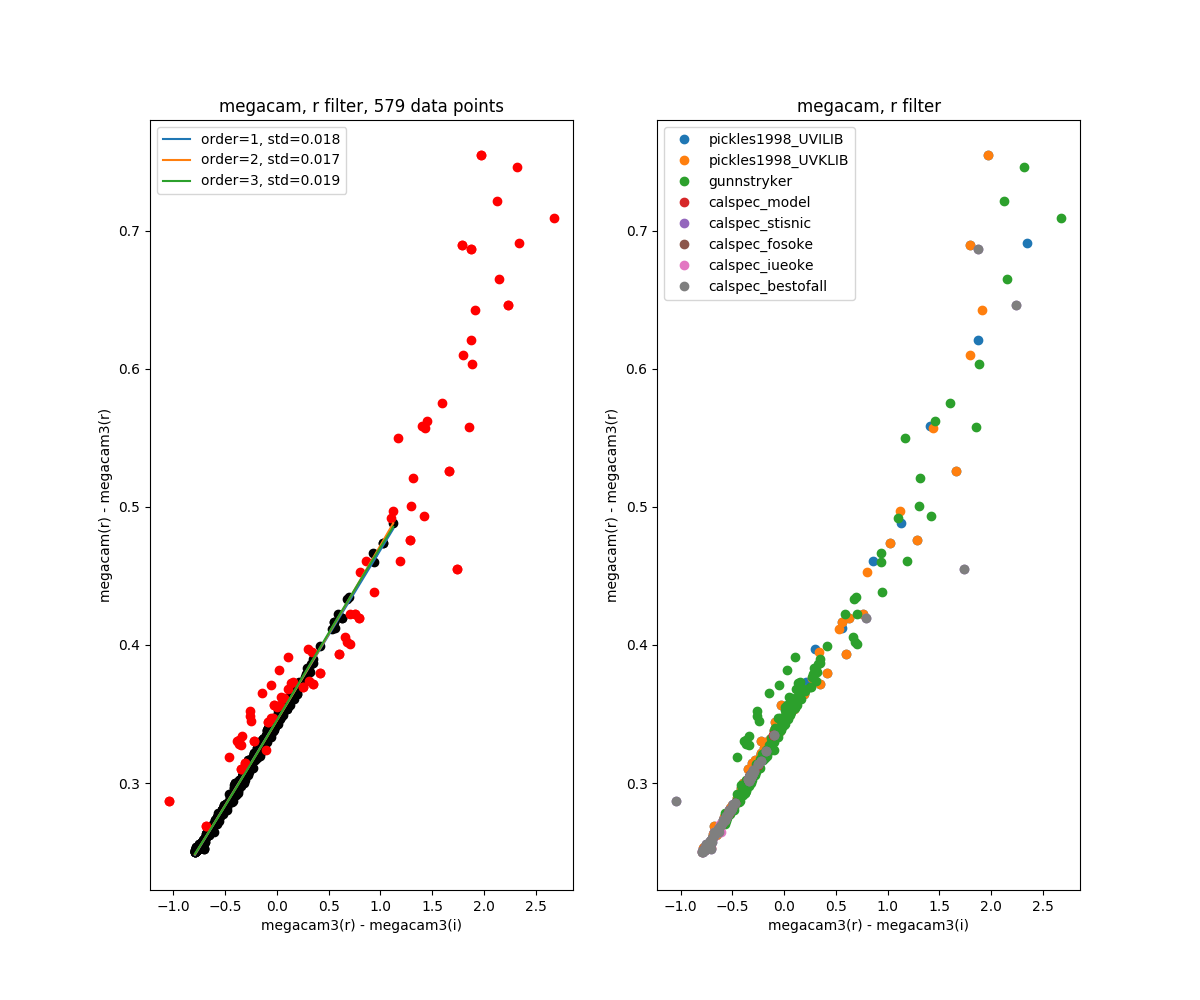 megacam, r filter, 579 data points
order=1, std=0.018
order=2, std=0.017
order=3, std=0.019
0.7
0.6
0.5
0.4
0.3
megacam(r) - megacam3(r)
−1.0 −0.5 0.0 0.5 1.0 1.5 2.0 2.5
megacam3(r) - megacam3(i)
megacam, r filter
pickles1998_UVILIB
pickles1998_UVKLIB
gunnstryker
calspec_model
calspec_stisnic
calspec_fosoke
calspec_iueoke
calspec_bestofall
0.7
0.6
0.5
0.4
0.3
megacam(r) - megacam3(r)
−1.0 −0.5 0.0 0.5 1.0 1.5 2.0 2.5
megacam3(r) - megacam3(i)